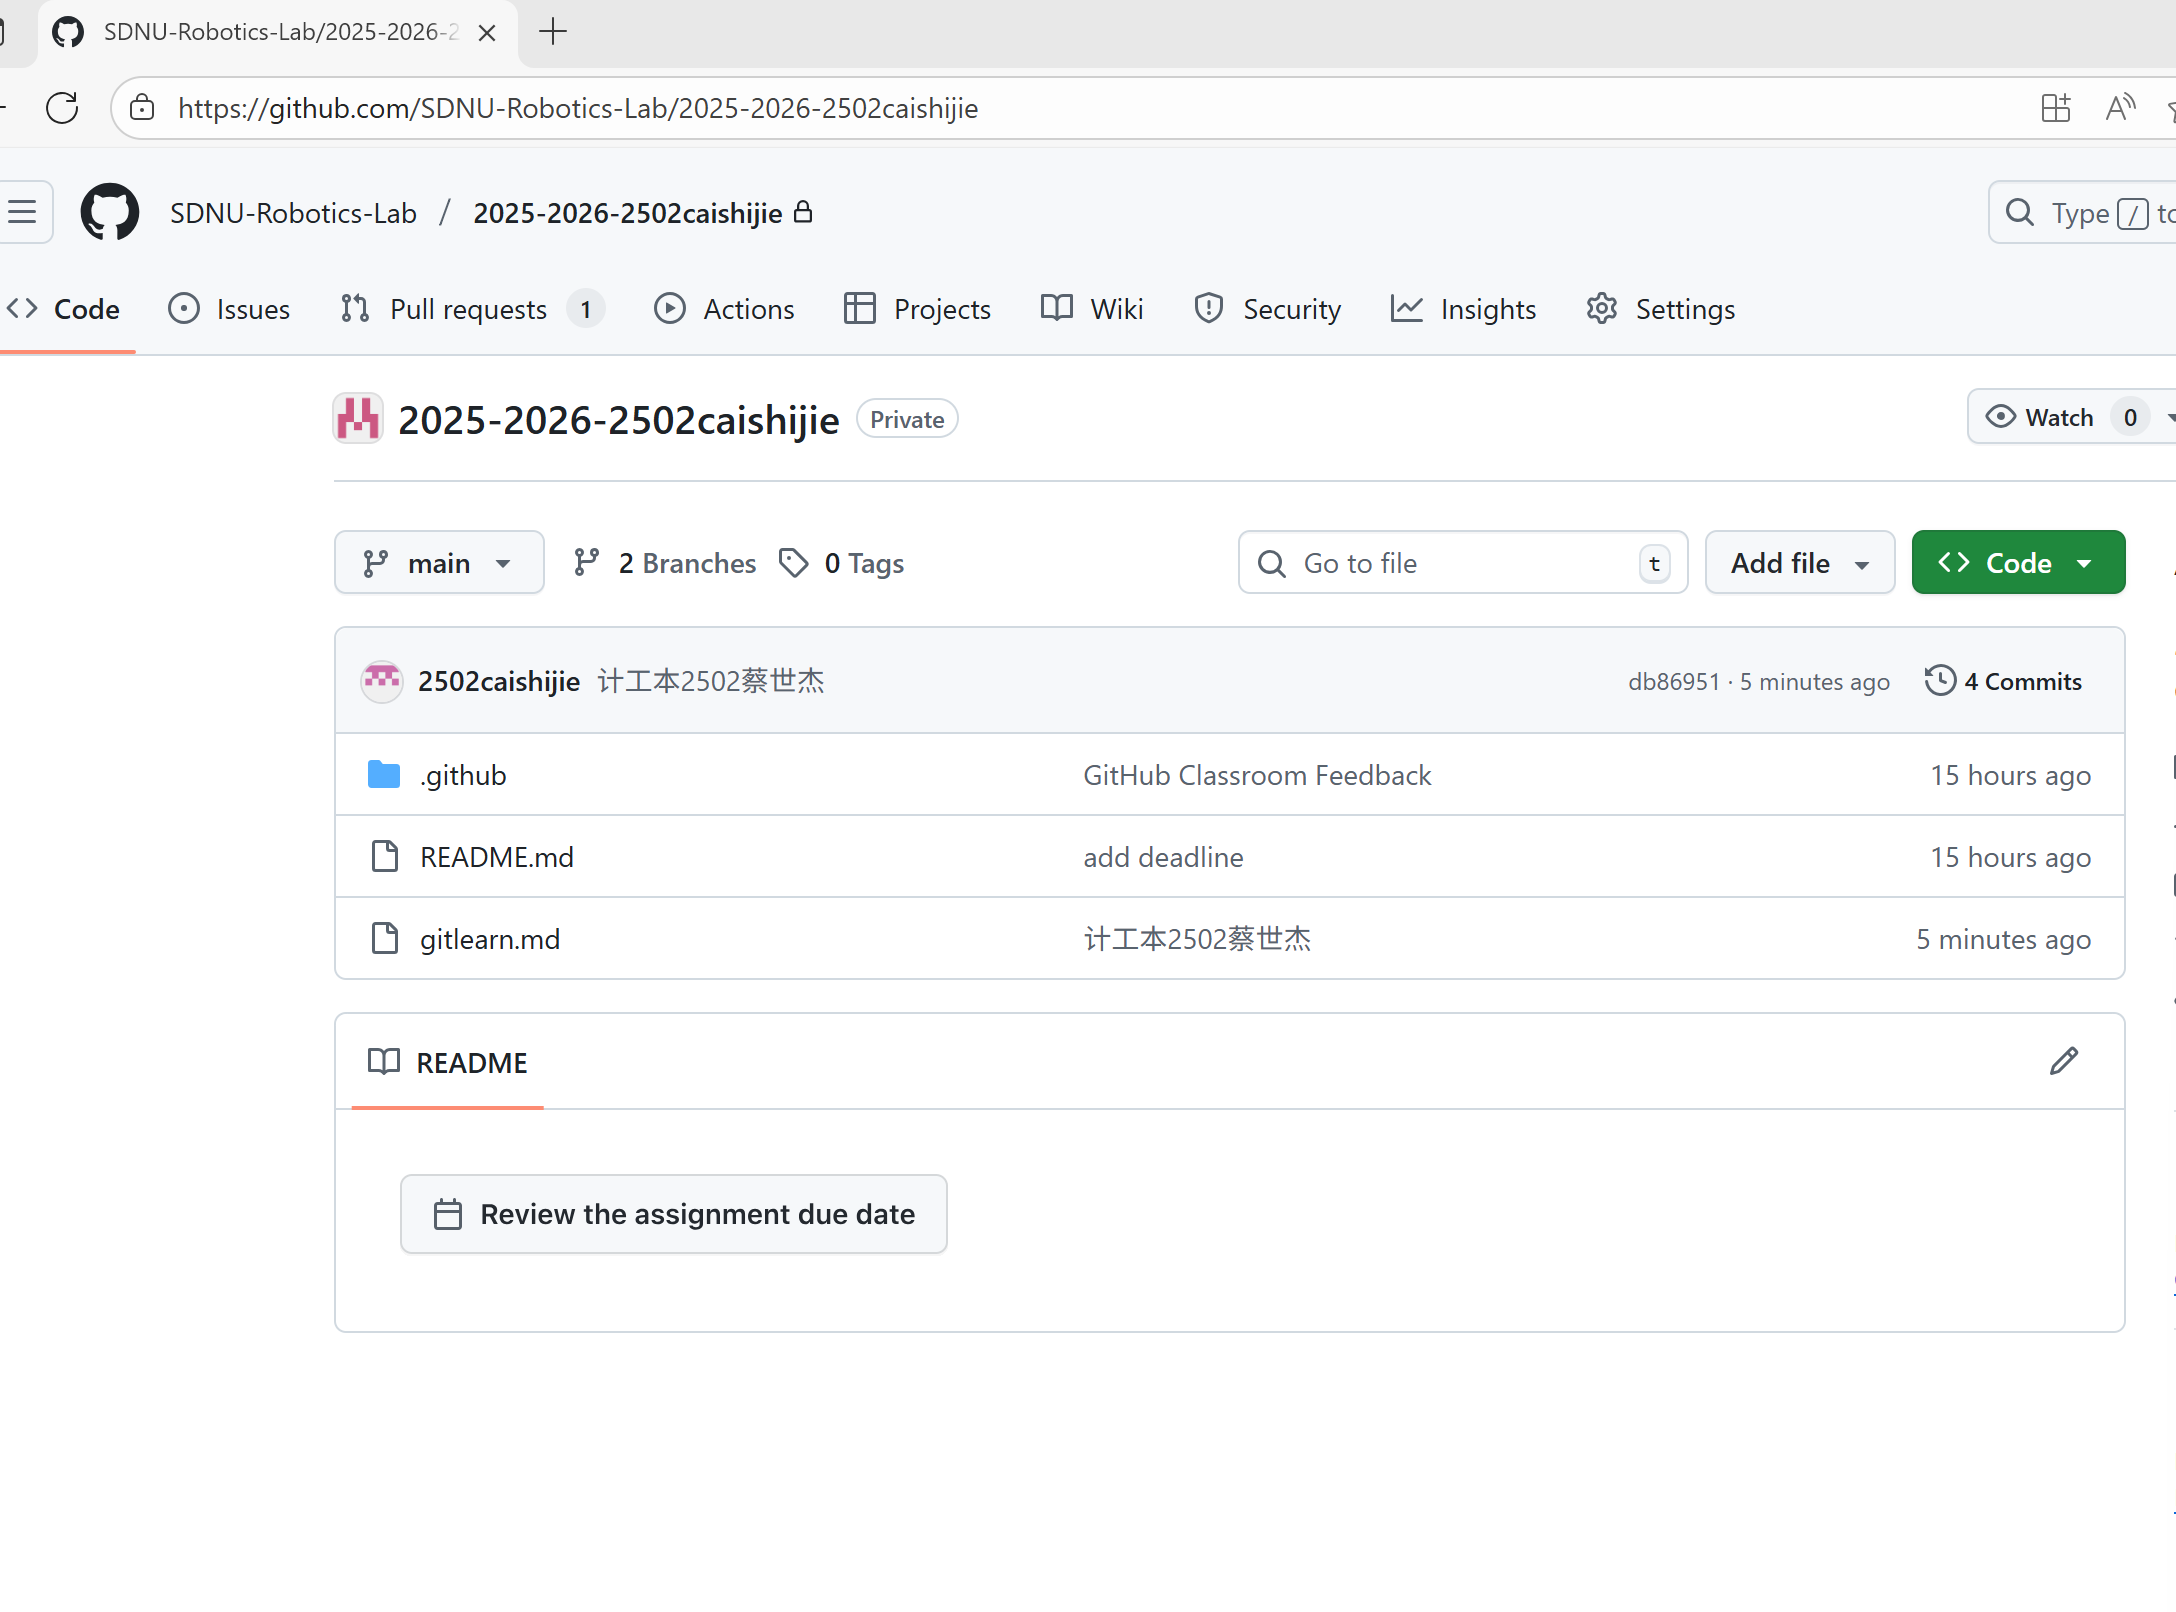 SDNU-Robotics-Lab/2025-2026-2
https://github.com/SDNU-Robotics-Lab/2025-2026-2502caishijie
SDNU-Robotics-Lab / 2025-2026-2502caishijie
Type / to
Code Issues Pull requests 1 Actions Projects Wiki Security Insights Settings
2025-2026-2502caishijie Private
Watch 0
main 2 Branches 0 Tags
Go to file t
Add file
Code
2502caishijie 计工本2502蔡世杰 db86951 · 5 minutes ago 4 Commits
.github GitHub Classroom Feedback 15 hours ago
README.md add deadline 15 hours ago
gitlearn.md 计工本2502蔡世杰 5 minutes ago
README
Review the assignment due date